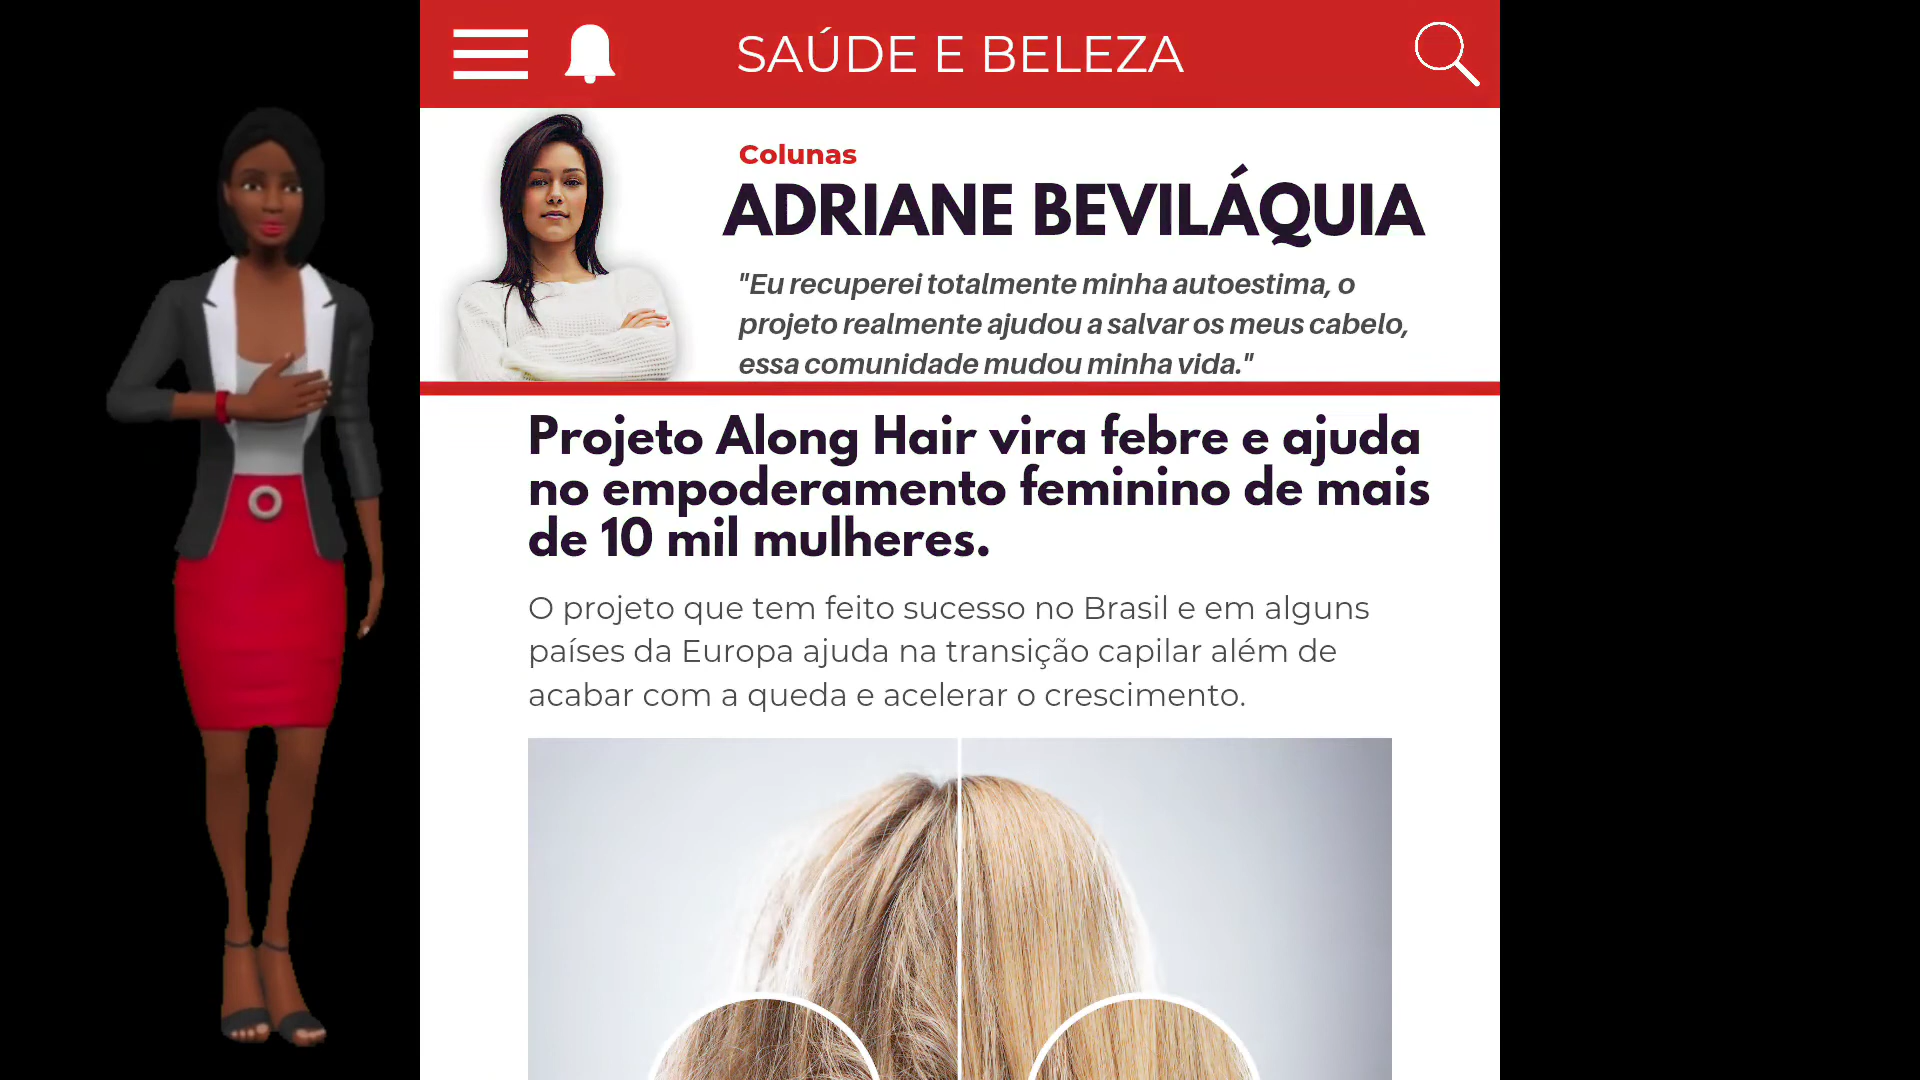 SAÚDE E BELEZA
Colunas
ADRIANE BEVILÁQUIA
"Eu recuperei totalmente minha autoestima, o
projeto realmente ajudou a salvar os meus cabelo,
essa comunidade mudou minha vida."
Projeto Along Hair vira febre e ajuda
no empoderamento feminino de mais
de 10 mil mulheres.
O projeto que tem feito sucesso no Brasil e em alguns
países da Europa ajuda na transição capilar além de
acabar com a queda e acelerar o crescimento.